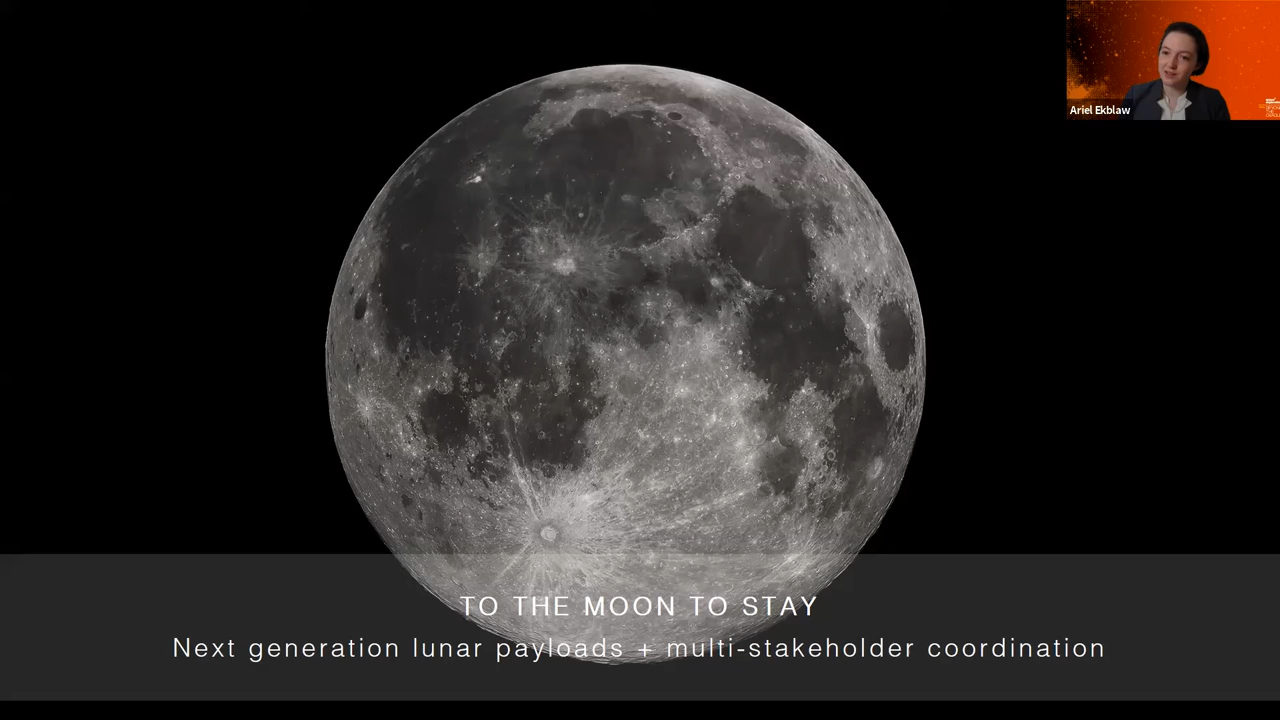 Ariel Ekblaw
TO THE MOON TO STAY
Next generation lunar payloads + multi-stakeholder coordination